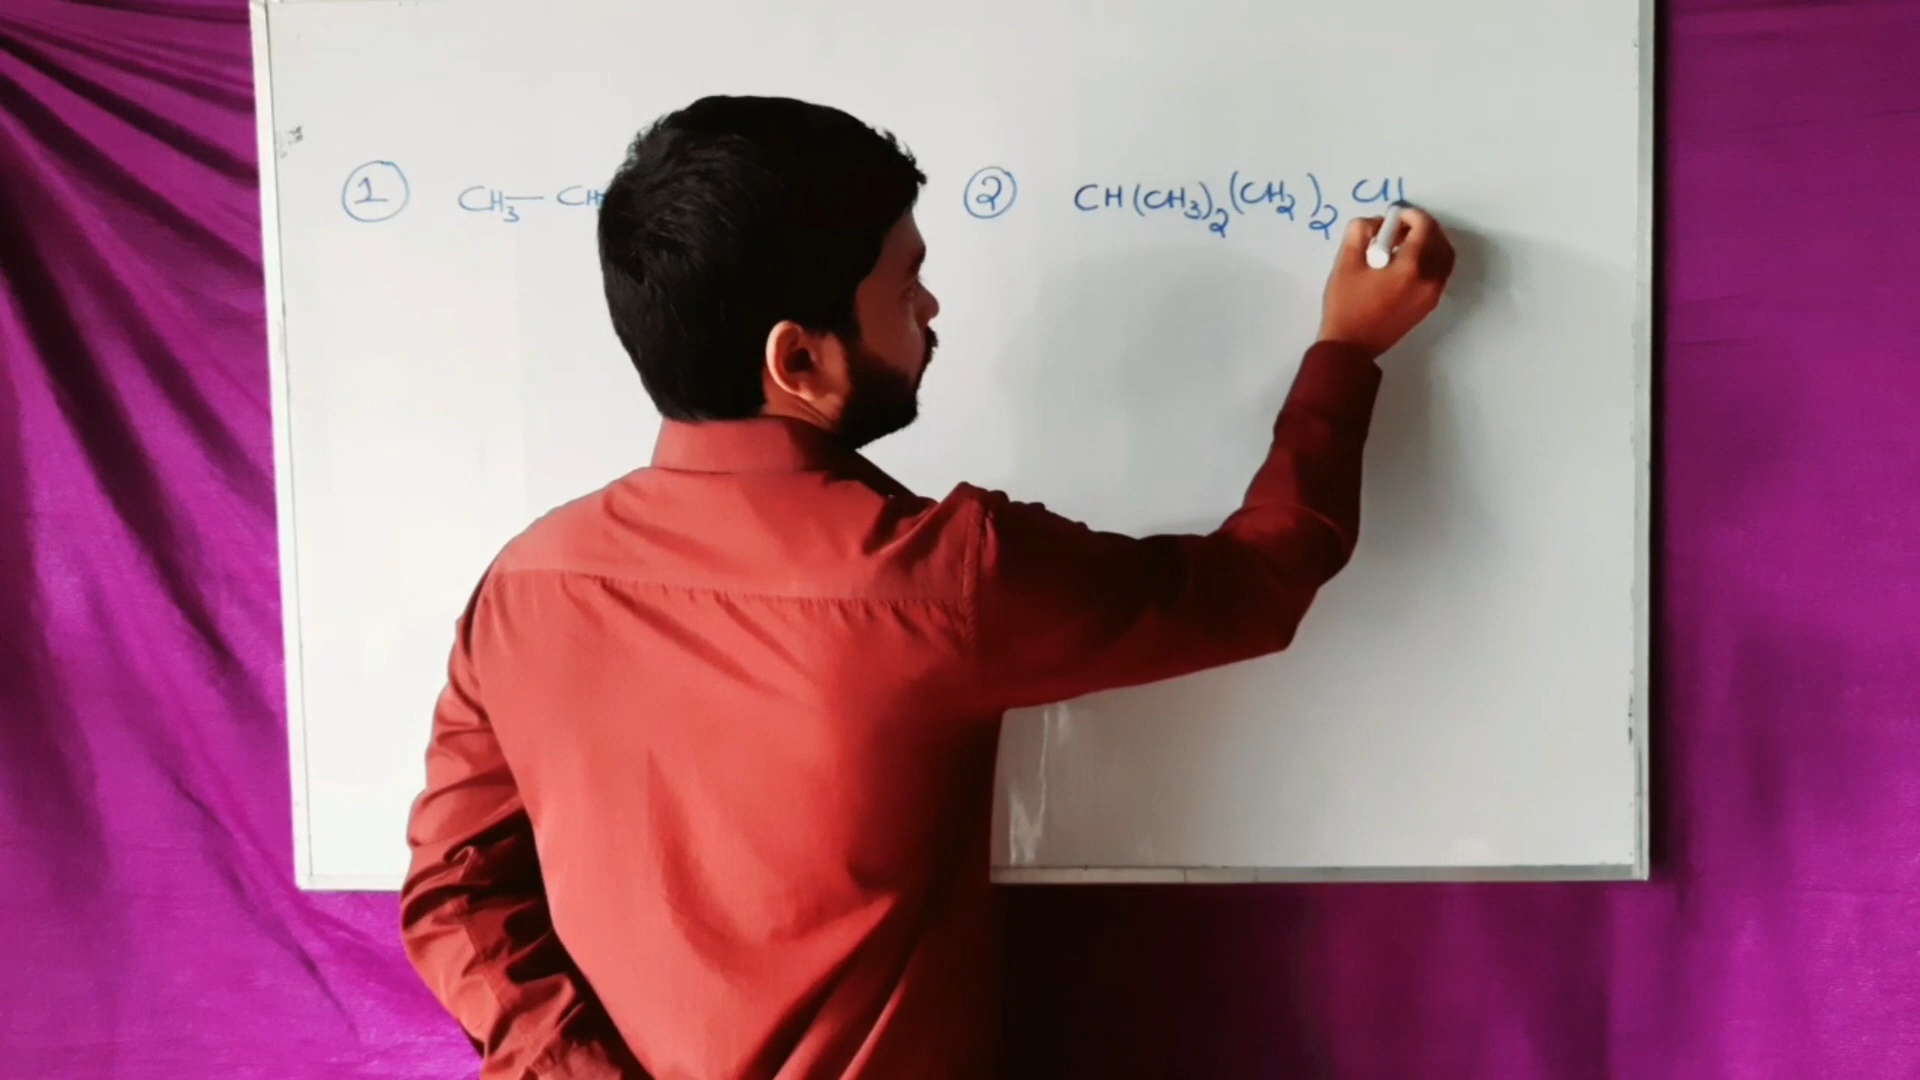 ① CH₃— CH ② CH(CH₃)₂(CH₂)₂ CH